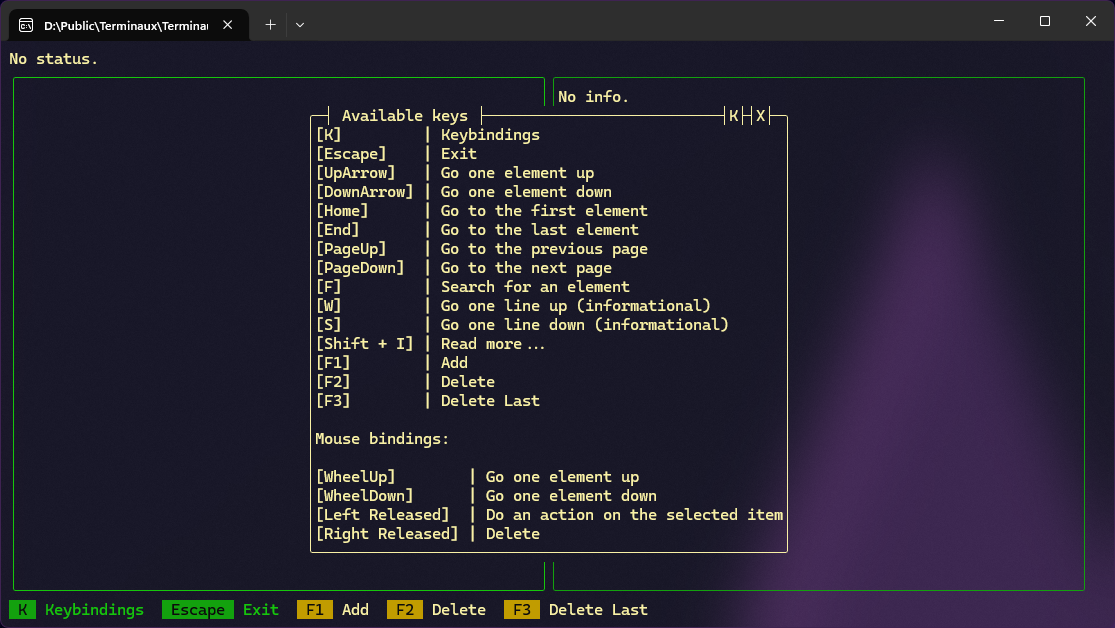 D:\Public\Terminaux\Termina
No status.
No info.
Available keys K X
[K] | Keybindings
[Escape] | Exit
[UpArrow] | Go one element up
[DownArrow] | Go one element down
[Home] | Go to the first element
[End] | Go to the last element
[PageUp] | Go to the previous page
[PageDown] | Go to the next page
[F] | Search for an element
[W] | Go one line up (informational)
[S] | Go one line down (informational)
[Shift + I] | Read more...
[F1] | Add
[F2] | Delete
[F3] | Delete Last
Mouse bindings:
[WheelUp] | Go one element up
[WheelDown] | Go one element down
[Left Released] | Do an action on the selected item
[Right Released] | Delete
K Keybindings Escape Exit F1 Add F2 Delete F3 Delete Last